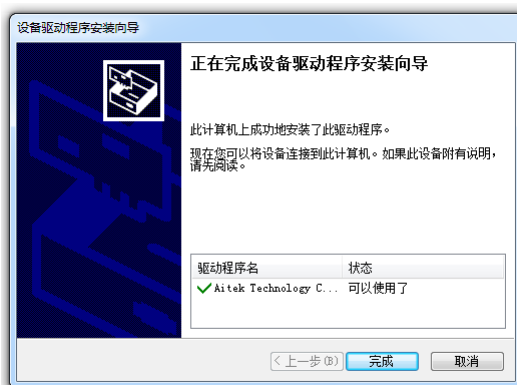 设备驱动程序安装向导
正在完成设备驱动程序安装向导
此计算机上成功地安装了此驱动程序。
现在您可以将设备连接到此计算机。如果此设备附有说明，
请先阅读。
驱动程序名 状态
Aitek Technology C... 可以使用了
<上一步(B) 完成 取消